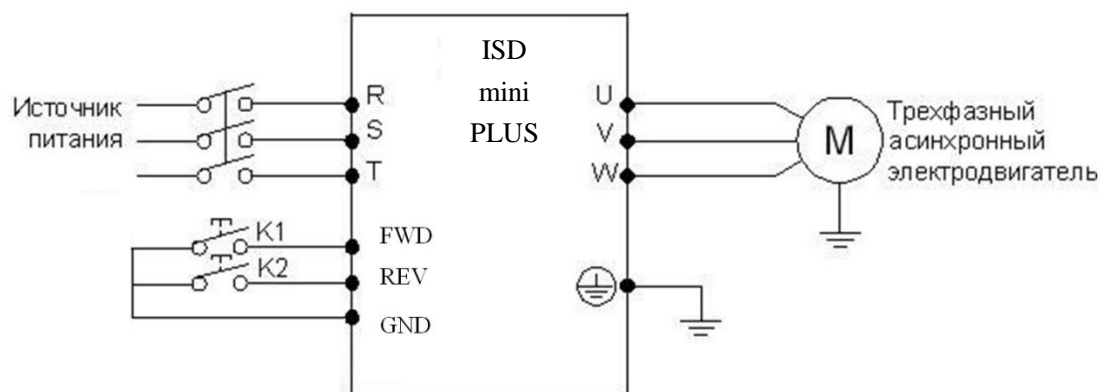 ISD
mini
PLUS
Источник
питания
R
S
T
U
V
W
M
Трехфазный
асинхронный
электродвигатель
K1
K2
FWD
REV
GND